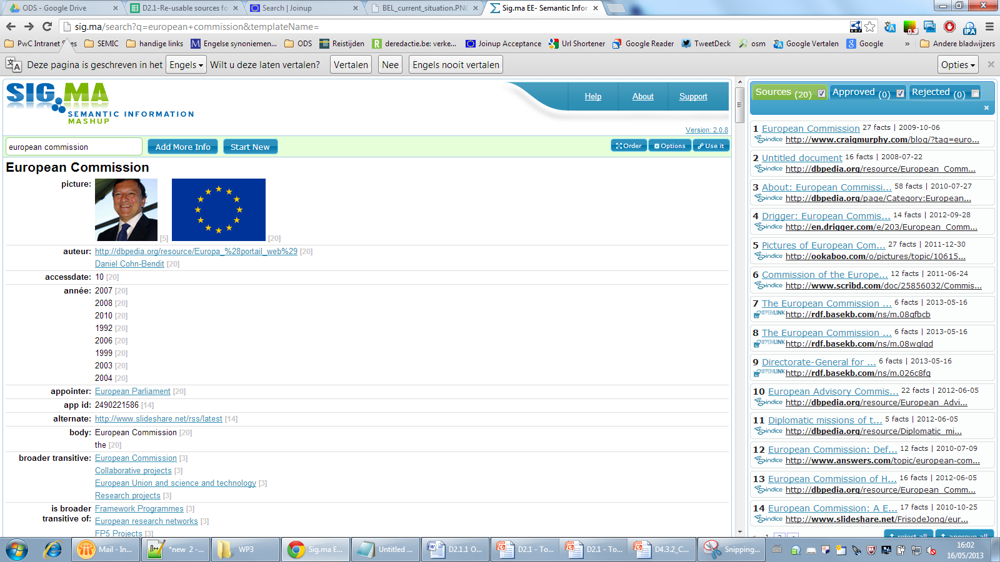 ODS - Google Drive
D2.1-Re-usable sources fo
Search | Joinup
BEL_current_situation.PNG
Sig.ma EE- Semantic Infor
sig.ma/search?q=european+commission&templateName=
PwC Intranet Sites
SEMIC
handige links
Engelse synoniemen...
ODS
Reistijden
deredactie.be: verke...
Joinup Acceptance
Url Shortener
Google Reader
TweetDeck
osm
Google Vertalen
Google
»
Andere bladwijzers
Deze pagina is geschreven in het Engels Wilt u deze laten vertalen? Vertalen Nee Engels nooit vertalen Opties
SIG.MA
SEMANTIC INFORMATION
MASHUP
Help About Support
Version: 2.0.8
european commission Add More Info Start New Order Options Use it
European Commission
picture: [5] [20]
auteur: http://dbpedia.org/resource/Europa_%28portail_web%29 [20]
Daniel Cohn-Bendit [20]
accessdate: 10 [20]
année: 2007 [20]
2008 [20]
2010 [20]
1992 [20]
2006 [20]
1999 [20]
2003 [20]
2004 [20]
appointer: European Parliament [20]
app id: 2490221586 [14]
alternate: http://www.slideshare.net/rss/latest [14]
body: European Commission [20]
the [20]
broader transitive: European Commission [3]
Collaborative projects [3]
European Union and science and technology [3]
Research projects [3]
is broader transitive of: Framework Programmes [3]
European research networks [3]
FP5 Projects [3]
Sources (20) Approved (0) Rejected (0)
1 European Commission 27 facts | 2009-10-06
sindice http://www.craigmurphy.com/blog/?tag=euro...
2 Untitled document 16 facts | 2008-07-22
sindice http://dbpedia.org/resource/European_Comm...
3 About: European Commissi... 58 facts | 2010-07-27
sindice http://dbpedia.org/page/Category:European...
4 Drigger: European Commis... 14 facts | 2012-09-28
sindice http://en.drigger.com/e/203/European_Comm...
5 Pictures of European Com... 27 facts | 2011-12-30
sindice http://ookaboo.com/o/pictures/topic/10615...
6 Commission of the Europe... 12 facts | 2011-06-24
sindice http://www.scribd.com/doc/25856032/Commis...
7 The European Commission ... 6 facts | 2013-05-16
OPENLINK http://rdf.basekb.com/ns/m.08gfbcb
8 The European Commission ... 6 facts | 2013-05-16
OPENLINK http://rdf.basekb.com/ns/m.08wqlqd
9 Directorate-General for ... 6 facts | 2013-05-16
OPENLINK http://rdf.basekb.com/ns/m.026c8fq
10 European Advisory Commis... 22 facts | 2012-06-05
sindice http://dbpedia.org/resource/European_Advi...
11 Diplomatic missions of t... 5 facts | 2012-06-05
sindice http://dbpedia.org/resource/Diplomatic_mi...
12 European Commission: Def... 12 facts | 2010-07-09
sindice http://www.answers.com/topic/european-com...
13 European Commission of H... 16 facts | 2012-06-05
sindice http://dbpedia.org/resource/European_Comm...
14 European Commission: A E... 17 facts | 2010-10-25
sindice http://www.slideshare.net/FrisodeJong/eur...
reject all approve all
Mail - In...
*new 2 -...
WP3
Sig.ma E...
Untitled ...
D2.1.1 O...
D2.1 - To...
D2.1 - To...
D4.3.2_C...
Snipping...
16:02
16/05/2013